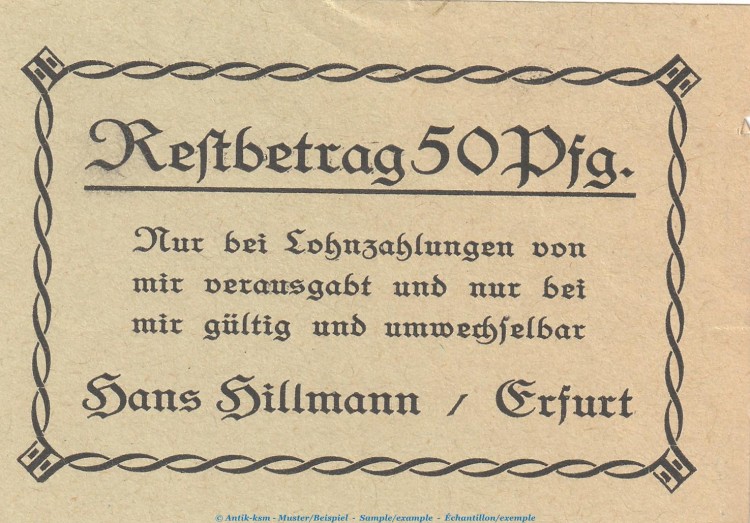 Restbetrag 50 Pfg.
Nur bei Lohnzahlungen von
mir verausgabt und nur bei
mir gültig und umwechselbar
Hans Hillmann / Erfurt
© Antik-ksm - Muster/Beispiel - Sample/example - Échantillon/exemple